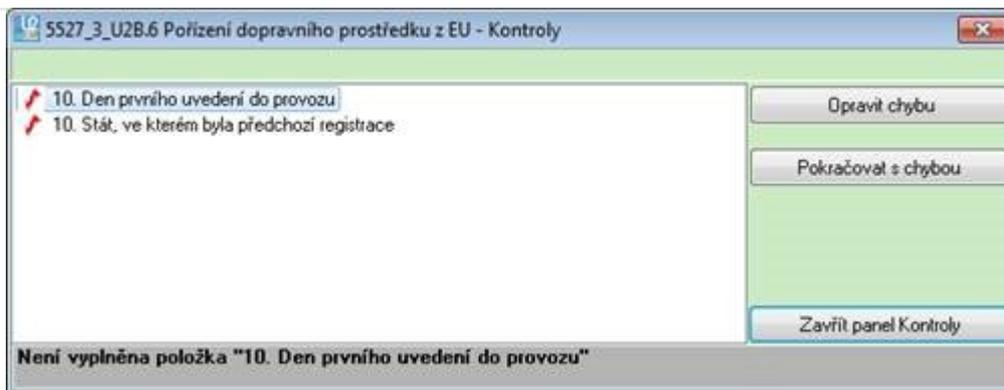 5527_3_U2B.6 Pořízení dopravního prostředku z EU - Kontroly
10. Den prvního uvedení do provozu
10. Stát, ve kterém byla předchozí registrace
Opravit chybu
Pokračovat s chybou
Zavřít panel Kontroly
Není vyplněna položka "10. Den prvního uvedení do provozu"